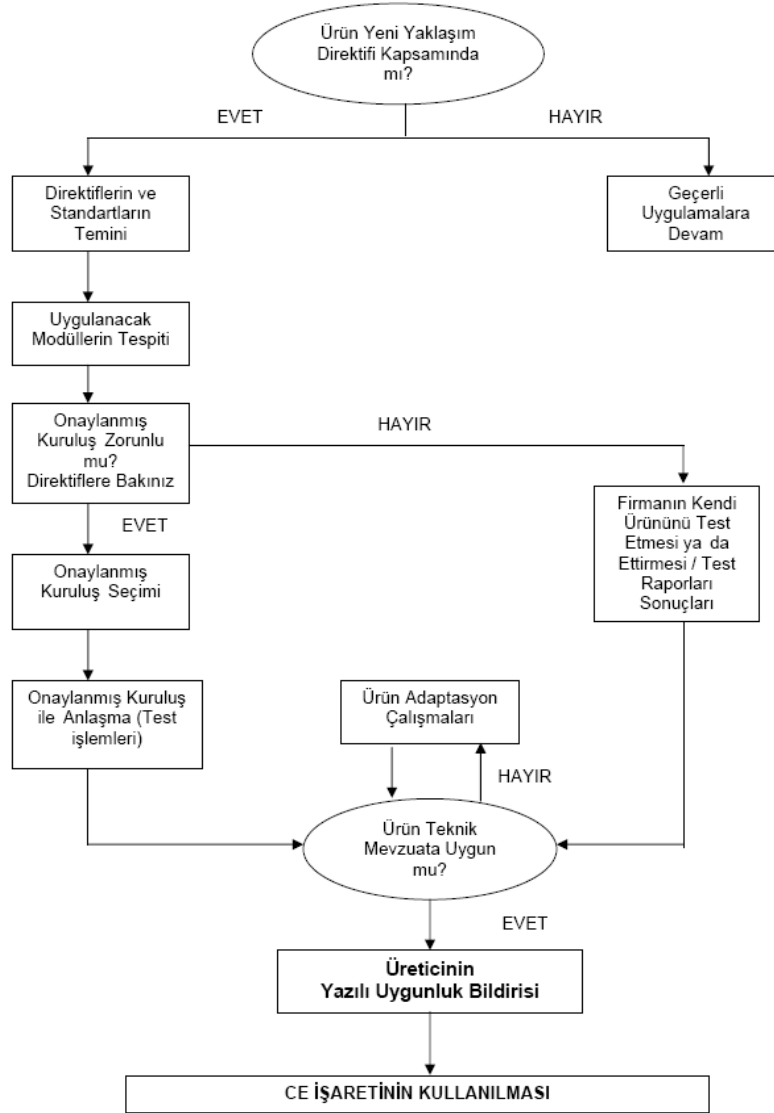 Ürün Yeni Yaklaşım
Direktifi Kapsamında
mı?
EVET
HAYIR
Direktiflerin ve
Standartların
Temini
Geçerli
Uygulamalara
Devam
Uygulanacak
Modüllerin Tespiti
Onaylanmış
Kuruluş Zorunlu
mu?
Direktiflere Bakınız
HAYIR
EVET
Firmanın Kendi
Ürününü Test
Etmesi ya da
Ettirmesi / Test
Raporları
Sonuçları
Onaylanmış
Kuruluş Seçimi
Onaylanmış Kuruluş
ile Anlaşma (Test
işlemleri)
Ürün Adaptasyon
Çalışmaları
HAYIR
Ürün Teknik
Mevzuata Uygun
mu?
EVET
Üreticinin
Yazılı Uygunluk Bildirisi
CE İŞARETİNİN KULLANILMASI